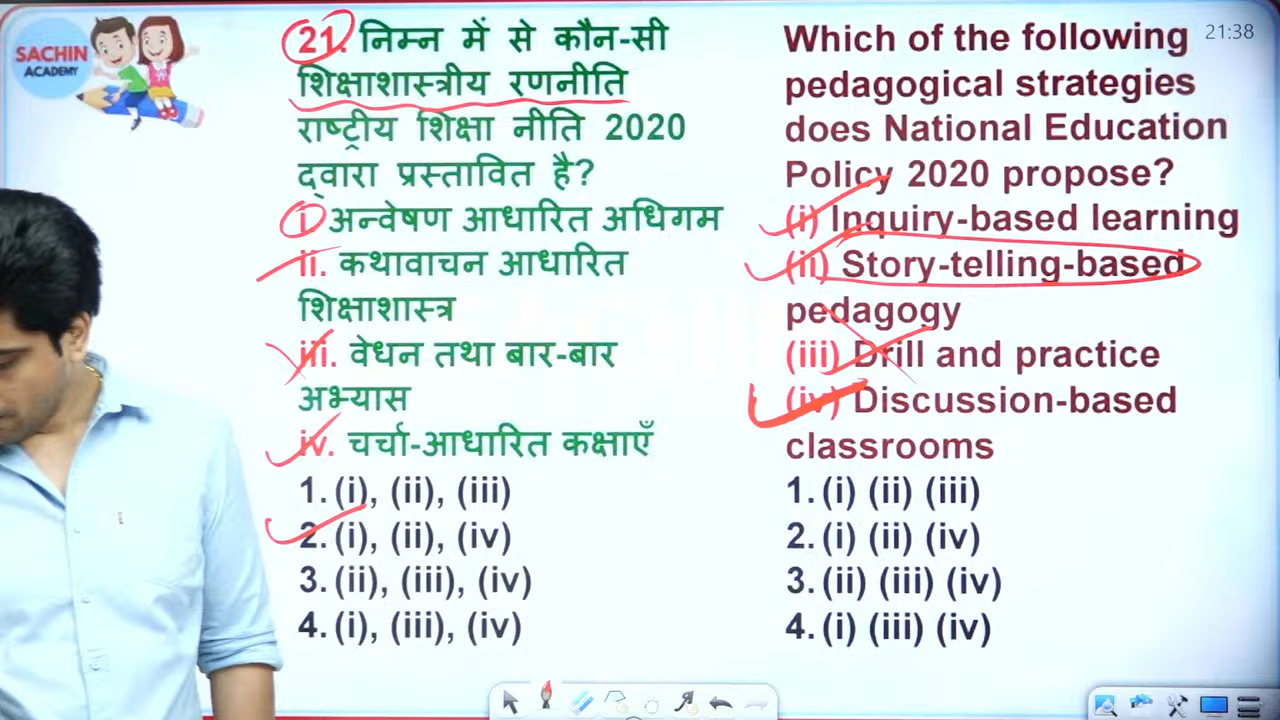 SACHIN
ACADEMY
21. निम्न में से कौन-सी
शिक्षाशास्त्रीय रणनीति
राष्ट्रीय शिक्षा नीति 2020
द्वारा प्रस्तावित है?
i. अन्वेषण आधारित अधिगम
ii. कथावाचन आधारित
शिक्षाशास्त्र
iii. वेधन तथा बार-बार
अभ्यास
iv. चर्चा-आधारित कक्षाएँ
1. (i), (ii), (iii)
2. (i), (ii), (iv)
3. (ii), (iii), (iv)
4. (i), (iii), (iv)
Which of the following
pedagogical strategies
does National Education
Policy 2020 propose?
(i) Inquiry-based learning
(ii) Story-telling-based
pedagogy
(iii) Drill and practice
(iv) Discussion-based
classrooms
1. (i) (ii) (iii)
2. (i) (ii) (iv)
3. (ii) (iii) (iv)
4. (i) (iii) (iv)
21:38